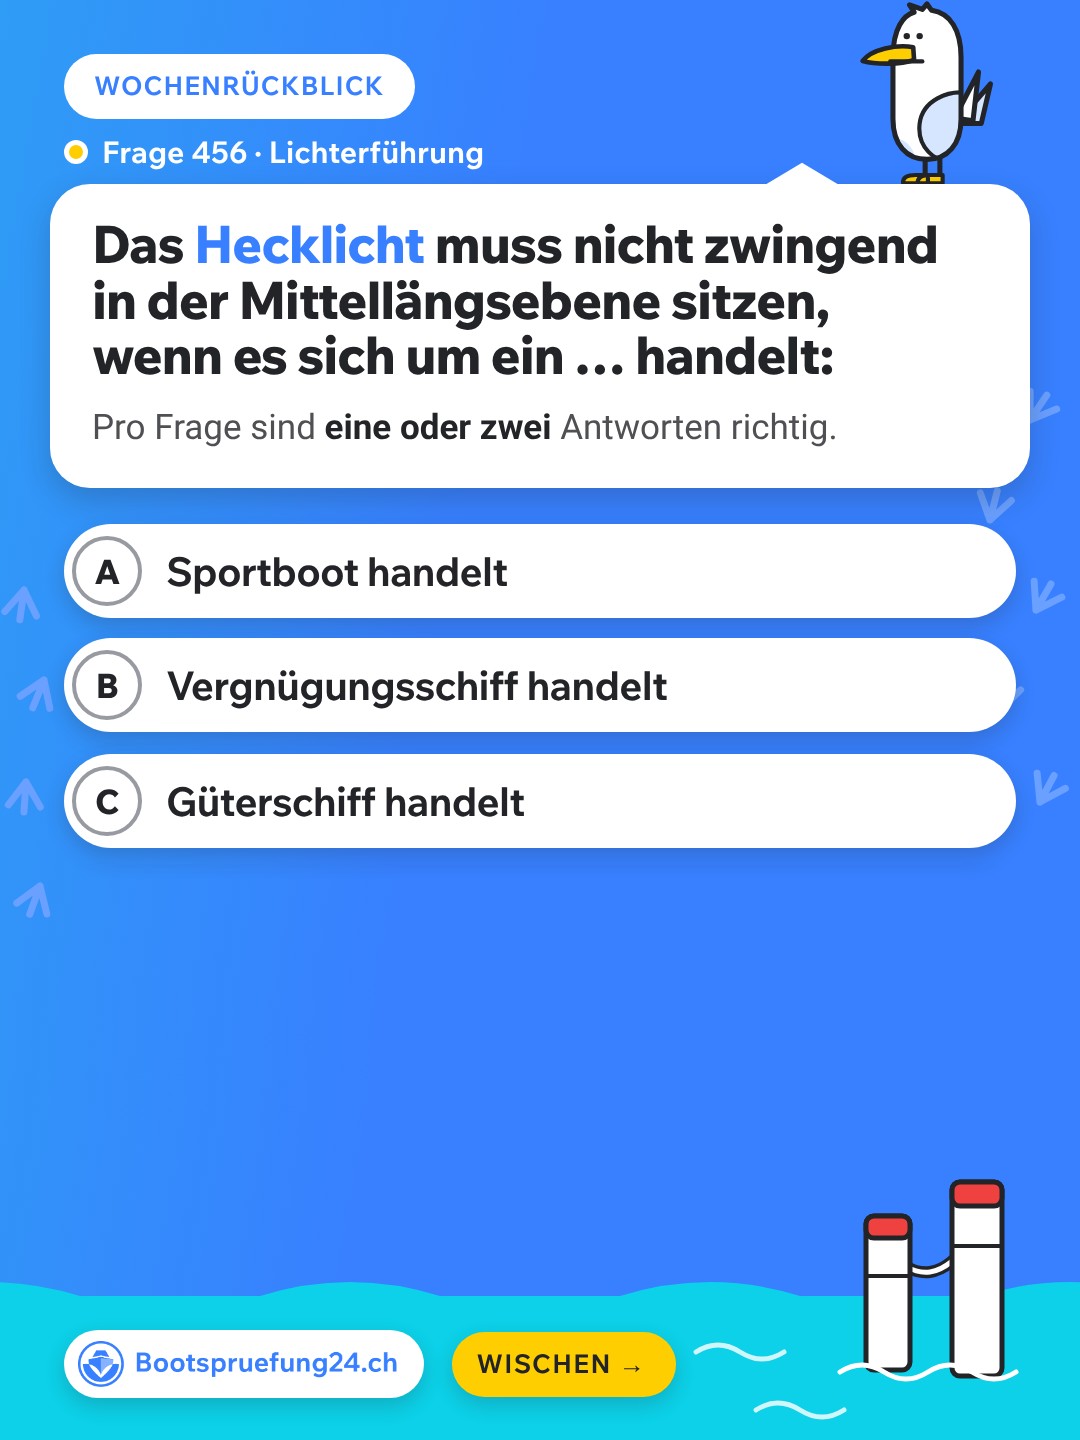 WOCHENRÜCKBLICK
Frage 456 · Lichterführung
Das Hecklicht muss nicht zwingend
in der Mittellängsebene sitzen,
wenn es sich um ein … handelt:
Pro Frage sind eine oder zwei Antworten richtig.
A Sportboot handelt
B Vergnügungsschiff handelt
C Güterschiff handelt
Bootspruefung24.ch
WISCHEN →